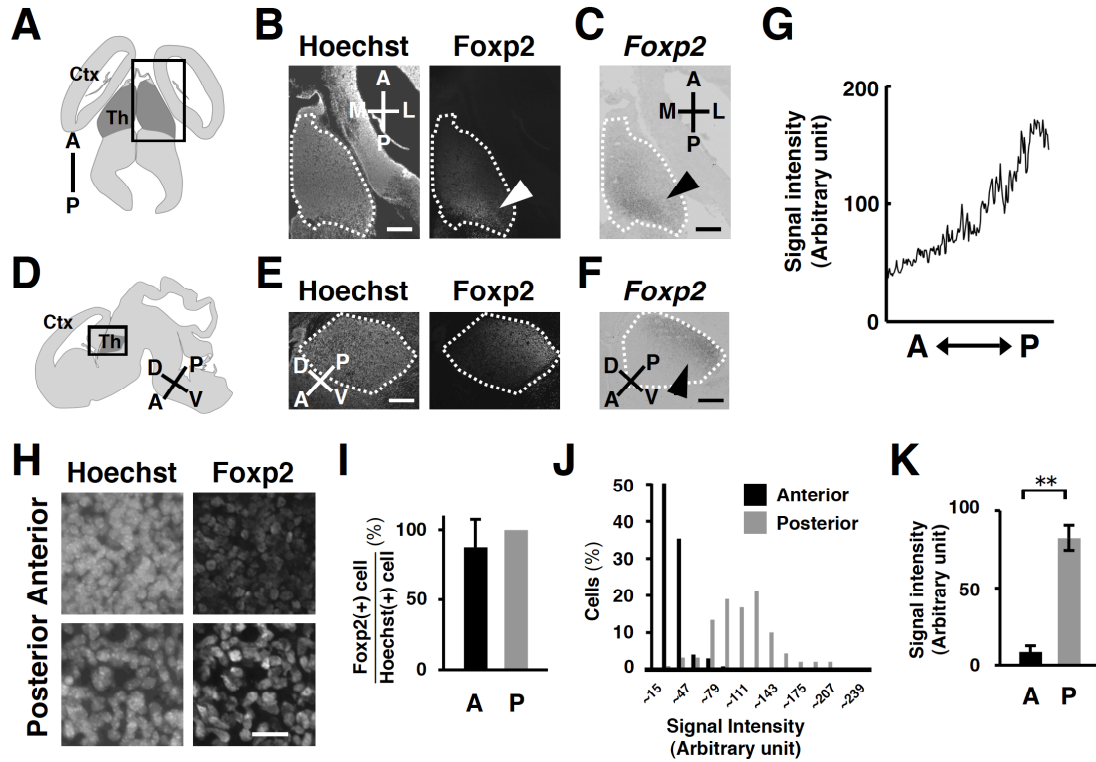 A
Ctx
Th
A
P
B
Hoechst
Foxp2
A
M
L
P
C
Foxp2
A
M
L
P
G
Signal intensity
(Arbitrary unit)
200
100
0
A
P
D
Ctx
Th
D
P
A
V
E
Hoechst
Foxp2
D
P
A
V
F
Foxp2
D
P
A
V
H
Hoechst
Foxp2
Anterior
Posterior
I
Foxp2(+) cell
Hoechst(+) cell
(%)
100
50
0
A
P
J
Cells (%)
50
40
30
20
10
0
Anterior
Posterior
~15
~47
~79
~111
~143
~175
~207
~239
Signal Intensity
(Arbitrary unit)
K
Signal intensity
(Arbitrary unit)
100
50
0
**
A
P